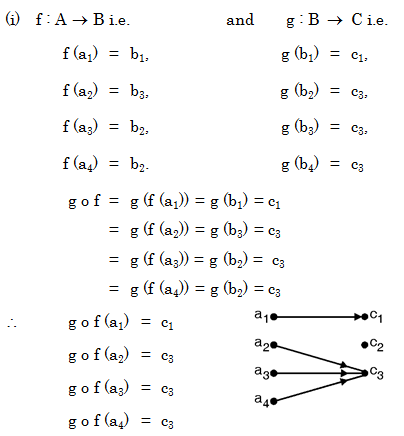 (i) f : A → B i.e. and g : B → C i.e.
f (a₁) = b₁, g (b₁) = c₁,
f (a₂) = b₃, g (b₂) = c₃,
f (a₃) = b₂, g (b₃) = c₃,
f (a₄) = b₂. g (b₄) = c₃
g o f = g (f (a₁)) = g (b₁) = c₁
= g (f (a₂)) = g (b₃) = c₃
= g (f (a₃)) = g (b₂) = c₃
= g (f (a₄)) = g (b₂) = c₃
∴ g o f (a₁) = c₁
g o f (a₂) = c₃
g o f (a₃) = c₃
g o f (a₄) = c₃
a₁ c₁
a₂ c₂
a₃ c₃
a₄